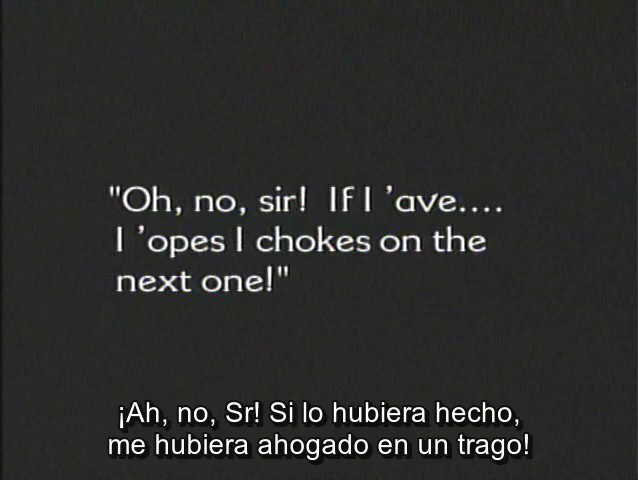 "Oh, no, sir! If I 'ave....
I 'opes I chokes on the
next one!"
¡Ah, no, Sr! Si lo hubiera hecho,
me hubiera ahogado en un trago!